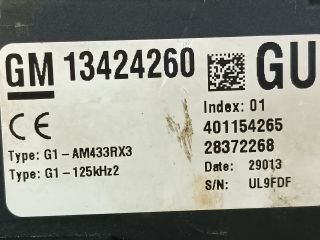 GM 13424260 GU
Index: 01
CE
401154265
28372268
Type: G1-AM433RX3
Type: G1-125kHz2
Date: 29013
S/N: UL9FDF